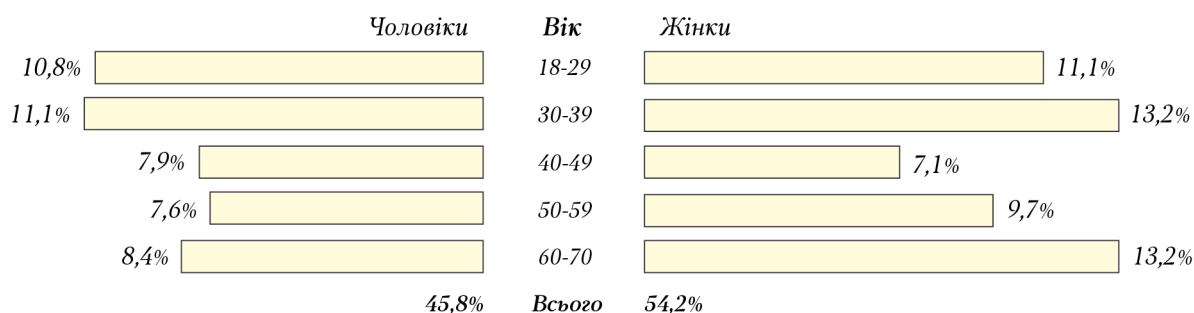 Чоловіки Вік Жінки
10,8% 18-29 11,1%
11,1% 30-39 13,2%
7,9% 40-49 7,1%
7,6% 50-59 9,7%
8,4% 60-70 13,2%
45,8% Всього 54,2%